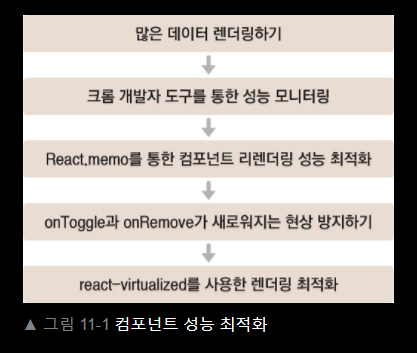 많은 데이터 렌더링하기
크롬 개발자 도구를 통한 성능 모니터링
React.memo를 통한 컴포넌트 리렌더링 성능 최적화
onToggle과 onRemove가 새로워지는 현상 방지하기
react-virtualized를 사용한 렌더링 최적화
▲ 그림 11-1 컴포넌트 성능 최적화